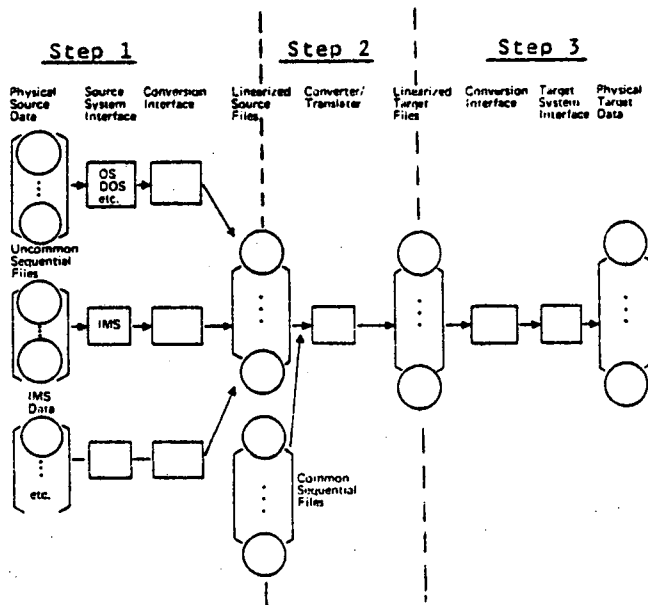 Step 1
Step 2
Step 3
Physical
Source
Data
Source
System
Interface
Conversion
Interface
Linearized
Source
Files
Converter/
Translater
Linearized
Target
Files
Conversion
Interface
Target
System
Interface
Physical
Target
Data
OS
DOS
etc.
Uncommon
Sequential
Files
IMS
IMS
Data
etc.
Common
Sequential
Files